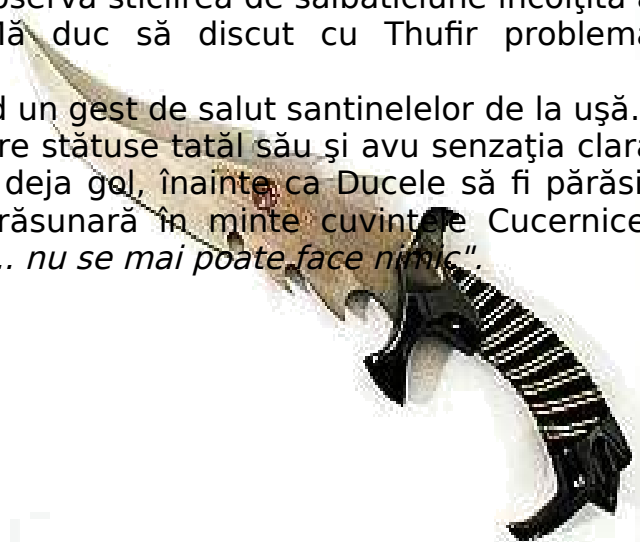 observă sticlirea de sălbăticiune încolţită a
lă duc să discut cu Thufir problema
d un gest de salut santinelelor de la uşă.
re stătuse tatăl său şi avu senzaţia clară
deja gol, înainte ca Ducele să fi părăsi
răsunară în minte cuvintele Cucernice
.. nu se mai poate face nimic".